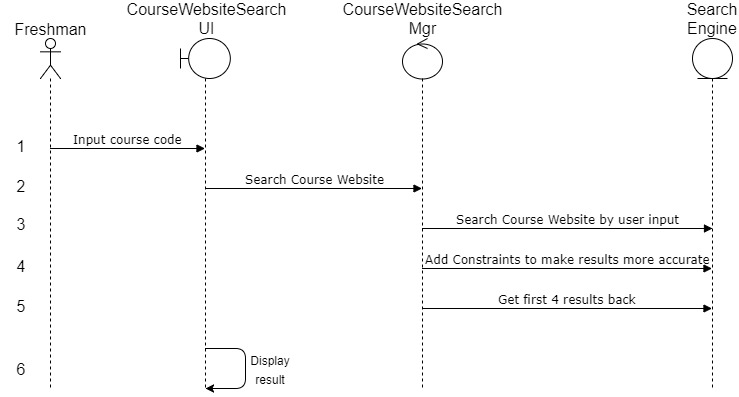 Freshman
CourseWebsiteSearch
UI
CourseWebsiteSearch
Mgr
Search
Engine
1
Input course code
2
Search Course Website
3
Search Course Website by user input
4
Add Constraints to make results more accurate
5
Get first 4 results back
6
Display
result